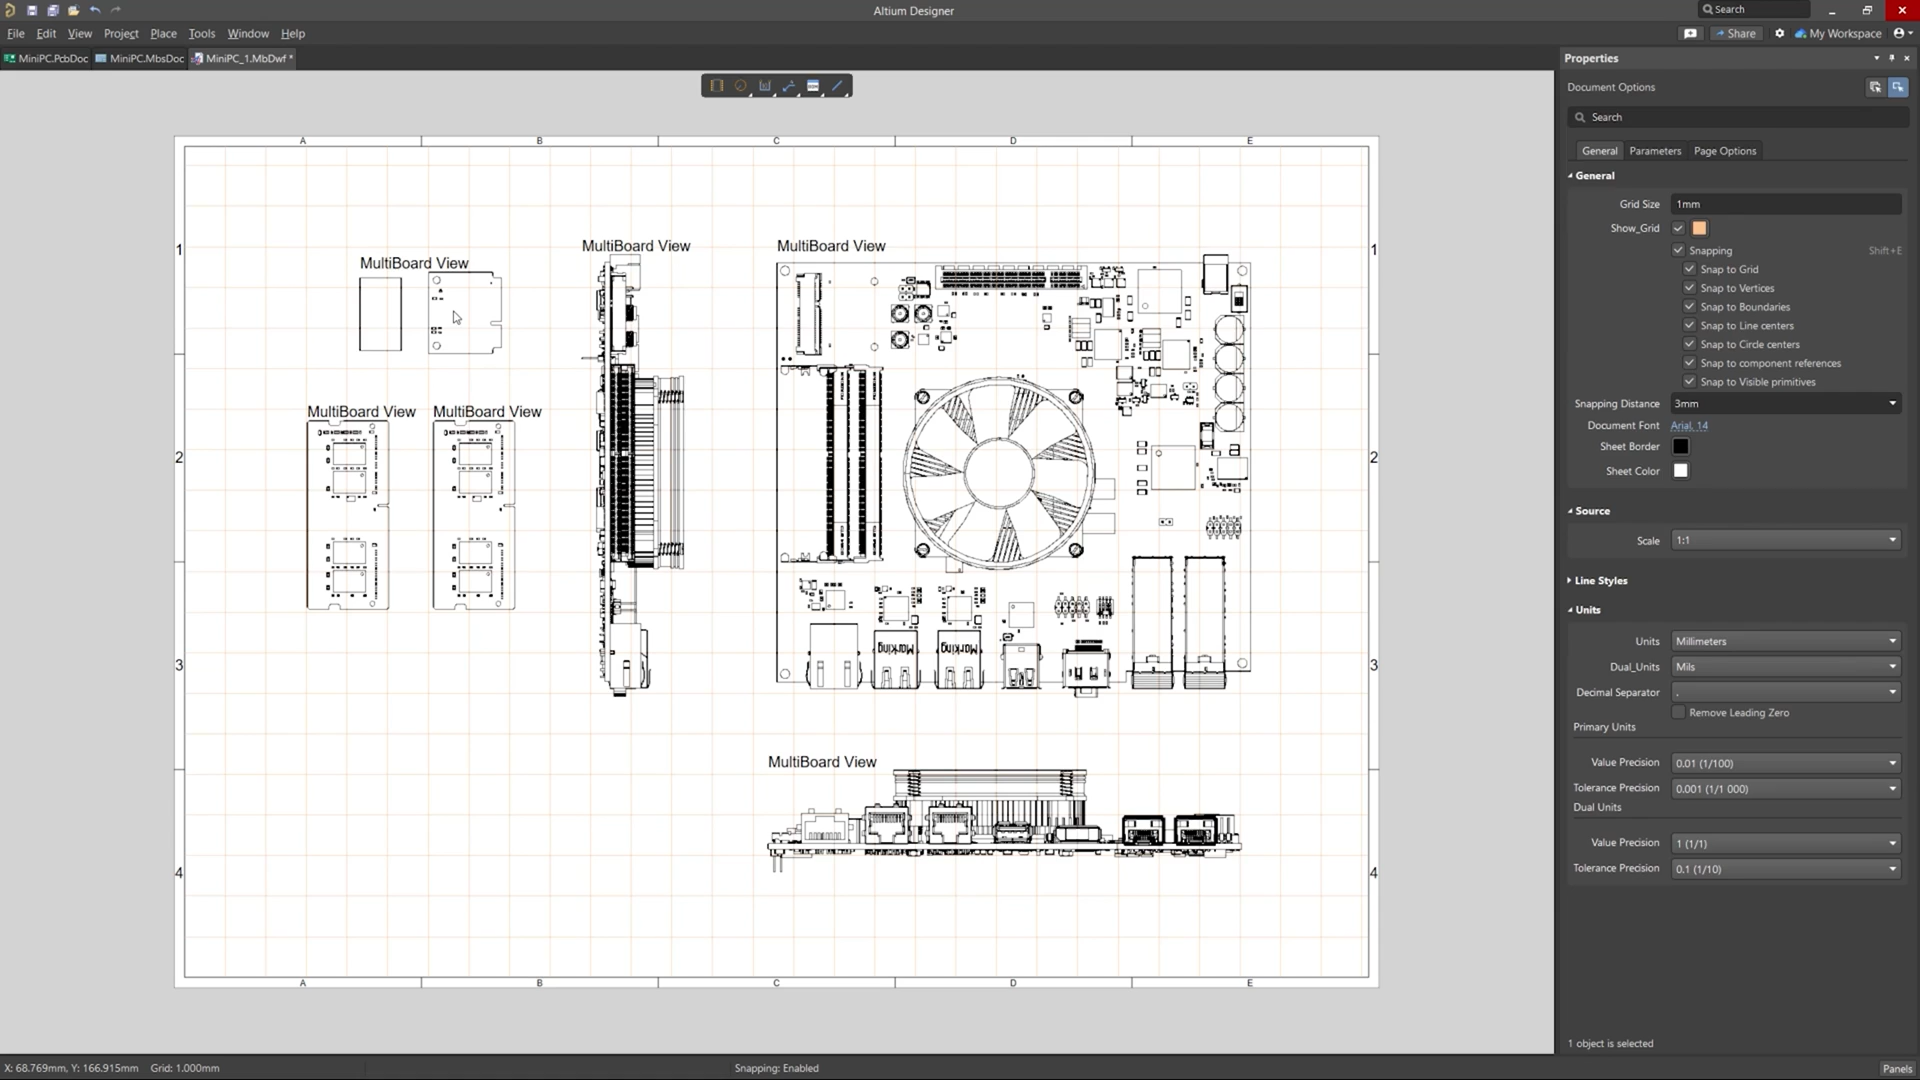 Altium Designer
Search
File Edit View Project Place Tools Window Help
Share
My Workspace
MiniPC.PcbDoc
MiniPC.MbsDoc
MiniPC_1.MbDwf *
A B C D E
1 1
MultiBoard View
MultiBoard View
MultiBoard View
MultiBoard View
MultiBoard View
2 2
3 3
Marking
Marking
MultiBoard View
4 4
A B C D E
Properties
Document Options
Search
General Parameters Page Options
General
Grid Size 1mm
Show_Grid
Snapping Shift+E
Snap to Grid
Snap to Vertices
Snap to Boundaries
Snap to Line centers
Snap to Circle centers
Snap to component references
Snap to Visible primitives
Snapping Distance 3mm
Document Font Arial, 14
Sheet Border
Sheet Color
Source
Scale 1:1
Line Styles
Units
Units Millimeters
Dual_Units Mils
Decimal Separator .
Remove Leading Zero
Primary Units
Value Precision 0.01 (1/100)
Tolerance Precision 0.001 (1/1 000)
Dual Units
Value Precision 1 (1/1)
Tolerance Precision 0.1 (1/10)
1 object is selected
X: 68.769mm, Y: 166.915mm Grid: 1.000mm
Snapping: Enabled
Panels